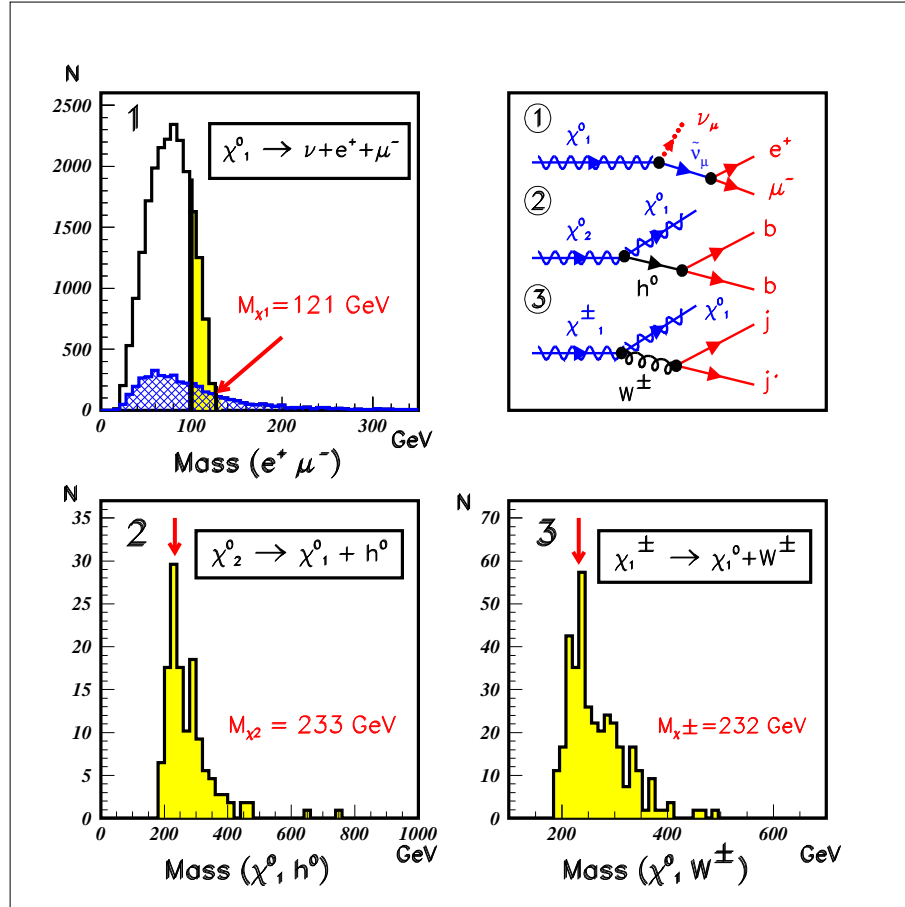 N
2500
2000
1500
1000
500
0
1
χ⁰₁ → ν+e⁺+μ⁻
Mχ₁=121 GeV
0 100 200 300
GeV
Mass (e⁺ μ⁻)
①
χ⁰₁
ν_μ
ν̃_μ
e⁺
μ⁻
②
χ⁰₂
χ⁰₁
h⁰
b
b
③
χ±₁
χ⁰₁
W±
j
j'
N
35
30
25
20
15
10
5
0
2
χ⁰₂ → χ⁰₁ + h⁰
Mχ₂ = 233 GeV
0 200 400 600 800 1000
GeV
Mass (χ⁰₁, h⁰)
N
70
60
50
40
30
20
10
0
3
χ₁± → χ₁⁰+W±
Mχ±=232 GeV
200 400 600
GeV
Mass (χ⁰₁, W±)